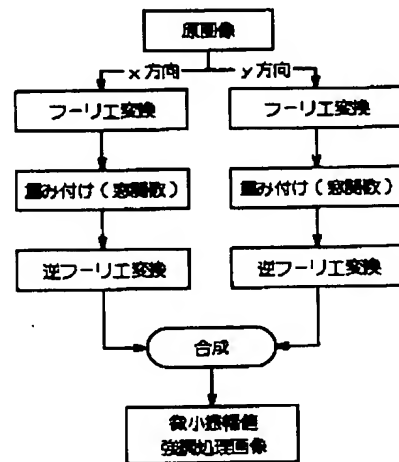 原画像
x方向 y方向
フーリエ変換 フーリエ変換
重み付け(窓関数) 重み付け(窓関数)
逆フーリエ変換 逆フーリエ変換
合成
微小振幅値
強調処理画像